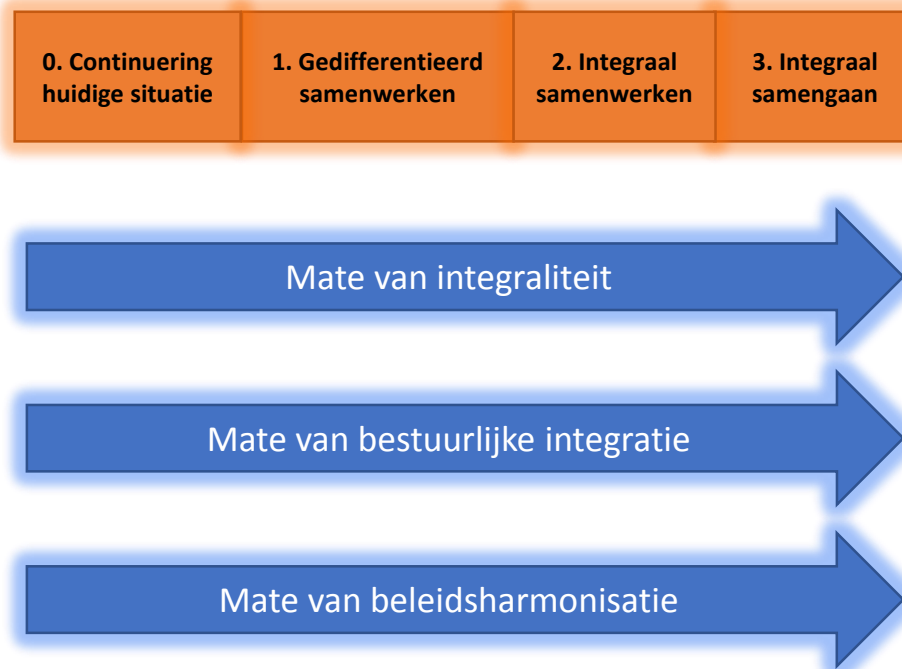 0. Continuering
huidige situatie
1. Gedifferentieerd
samenwerken
2. Integraal
samenwerken
3. Integraal
samengaan
Mate van integraliteit
Mate van bestuurlijke integratie
Mate van beleidsharmonisatie